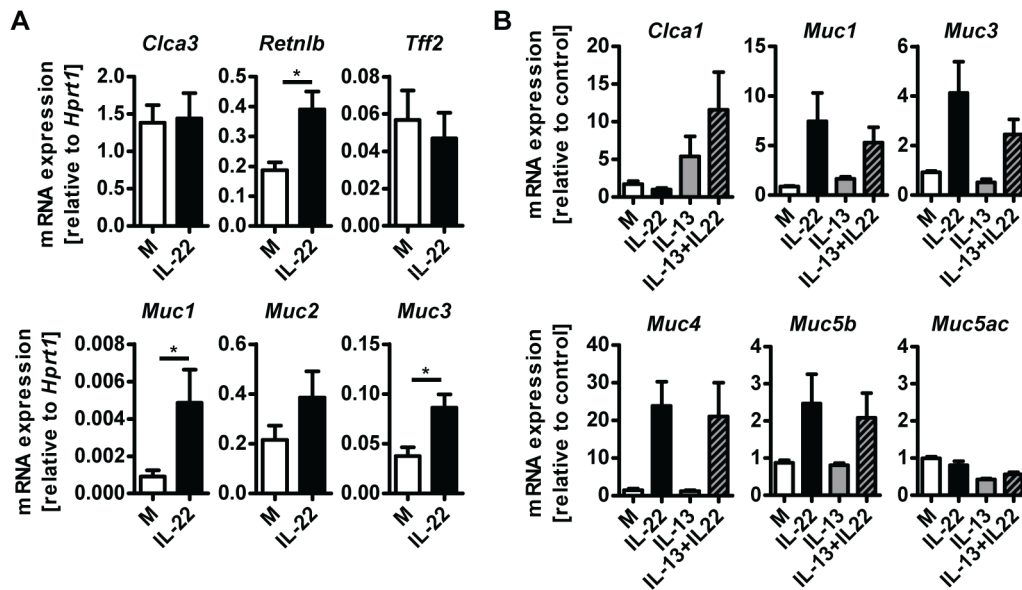 A
Clca3
Retnlb
Tff2
mRNA expression
[relative to Hprt1]
2.0
1.5
1.0
0.5
0.0
M
IL-22
0.5
0.4
0.3
0.2
0.1
0.0
*
M
IL-22
0.08
0.06
0.04
0.02
0.00
M
IL-22
Muc1
Muc2
Muc3
mRNA expression
[relative to Hprt1]
0.008
0.006
0.004
0.002
0.000
*
M
IL-22
0.6
0.4
0.2
0.0
M
IL-22
0.15
0.10
0.05
0.00
*
M
IL-22
B
Clca1
Muc1
Muc3
mRNA expression
[relative to control]
20
15
10
5
0
M
IL-22
IL-13
IL-13+IL22
15
10
5
0
M
IL-22
IL-13
IL-13+IL22
6
4
2
0
M
IL-22
IL-13
IL-13+IL22
Muc4
Muc5b
Muc5ac
mRNA expression
[relative to control]
40
30
20
10
0
M
IL-22
IL-13
IL-13+IL22
4
3
2
1
0
M
IL-22
IL-13
IL-13+IL22
4
3
2
1
0
M
IL-22
IL-13
IL-13+IL22